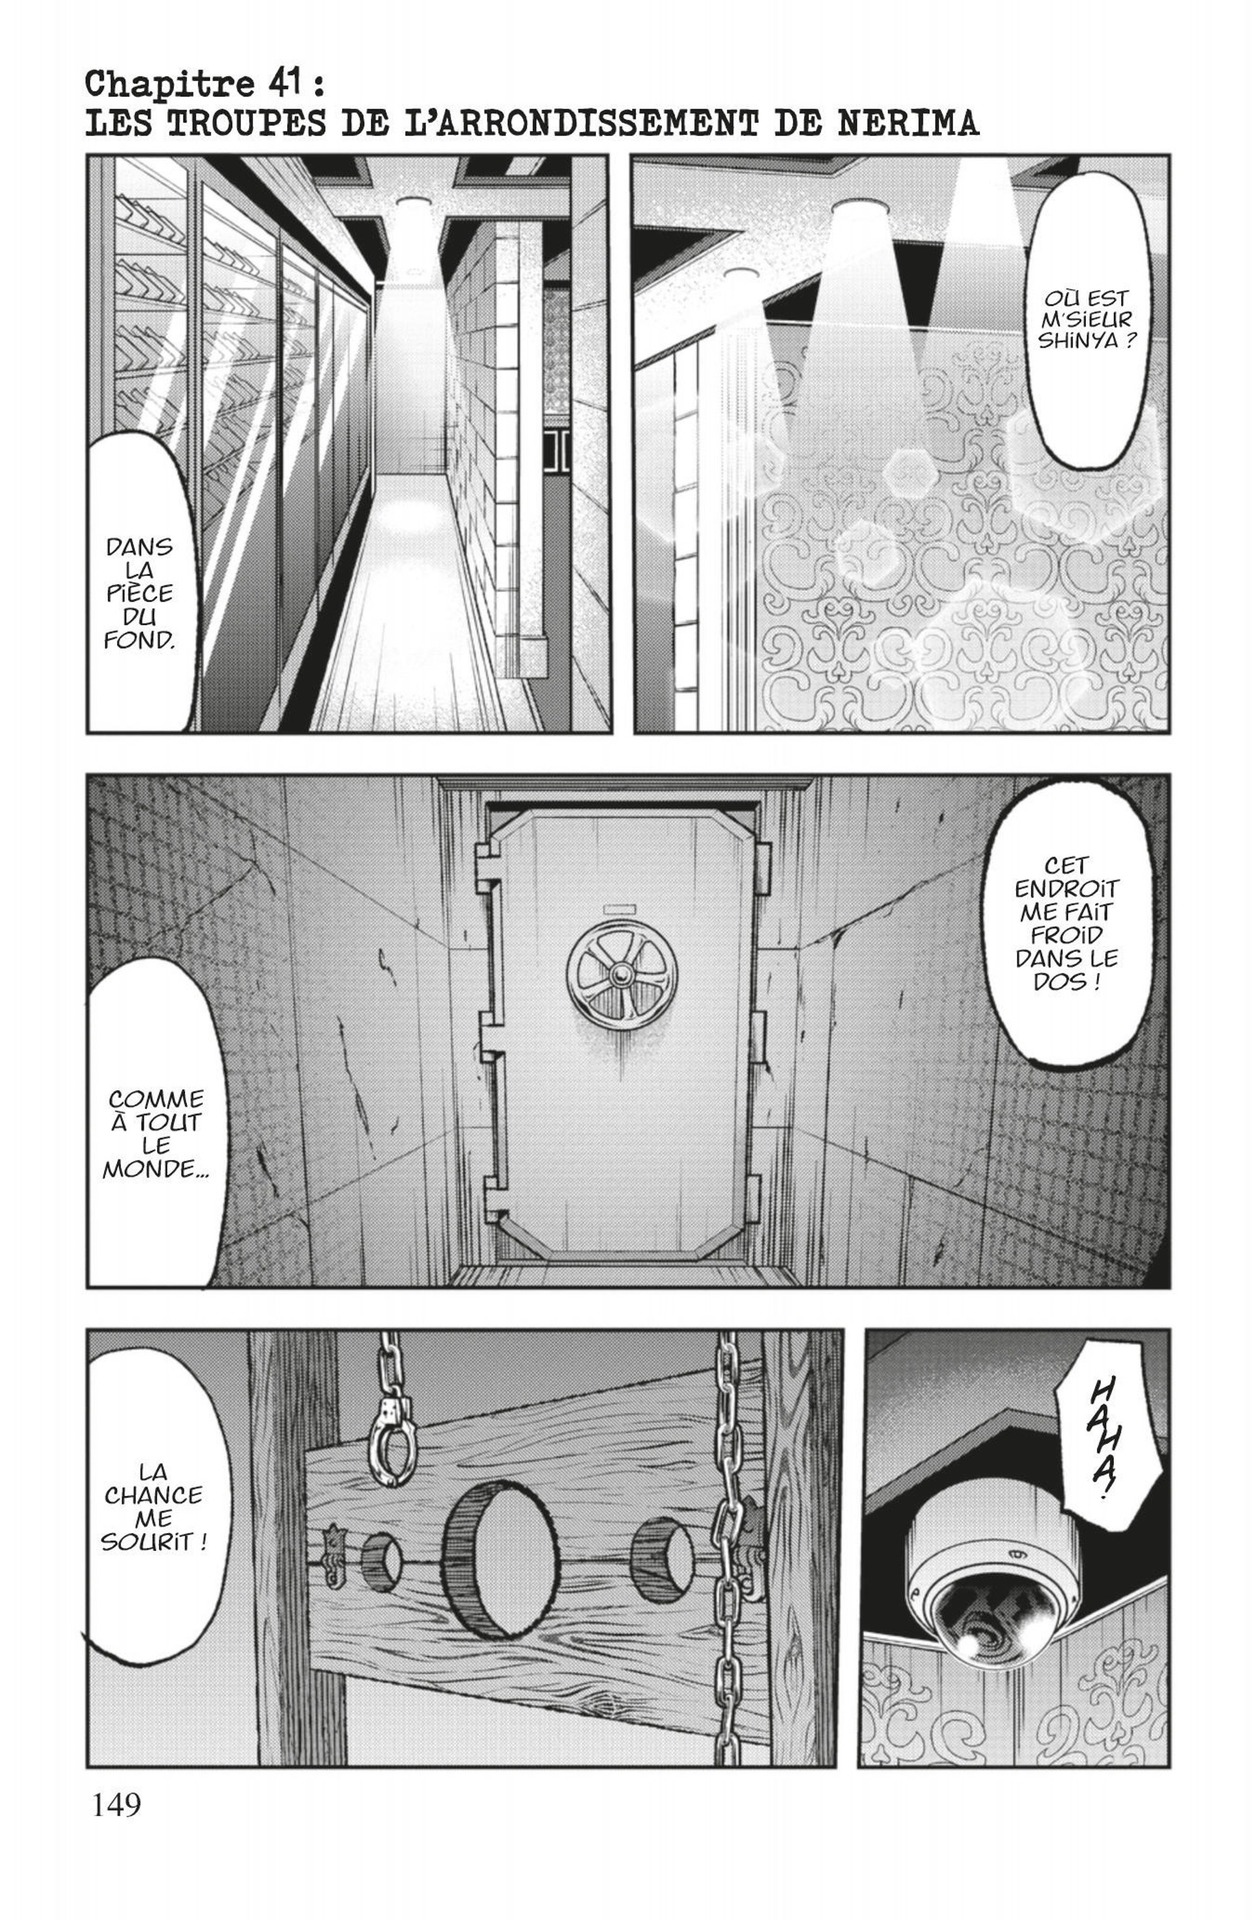 Chapitre 41 :
LES TROUPES DE L'ARRONDISSEMENT DE NERIMA
OÙ EST
M'SIEUR
SHINYA ?
DANS
LA
PIÈCE
DU
FOND.
CET
ENDROIT
ME FAIT
FROID
DANS LE
DOS !
COMME
À TOUT
LE
MONDE...
HAHA !
LA
CHANCE
ME
SOURIT !
149